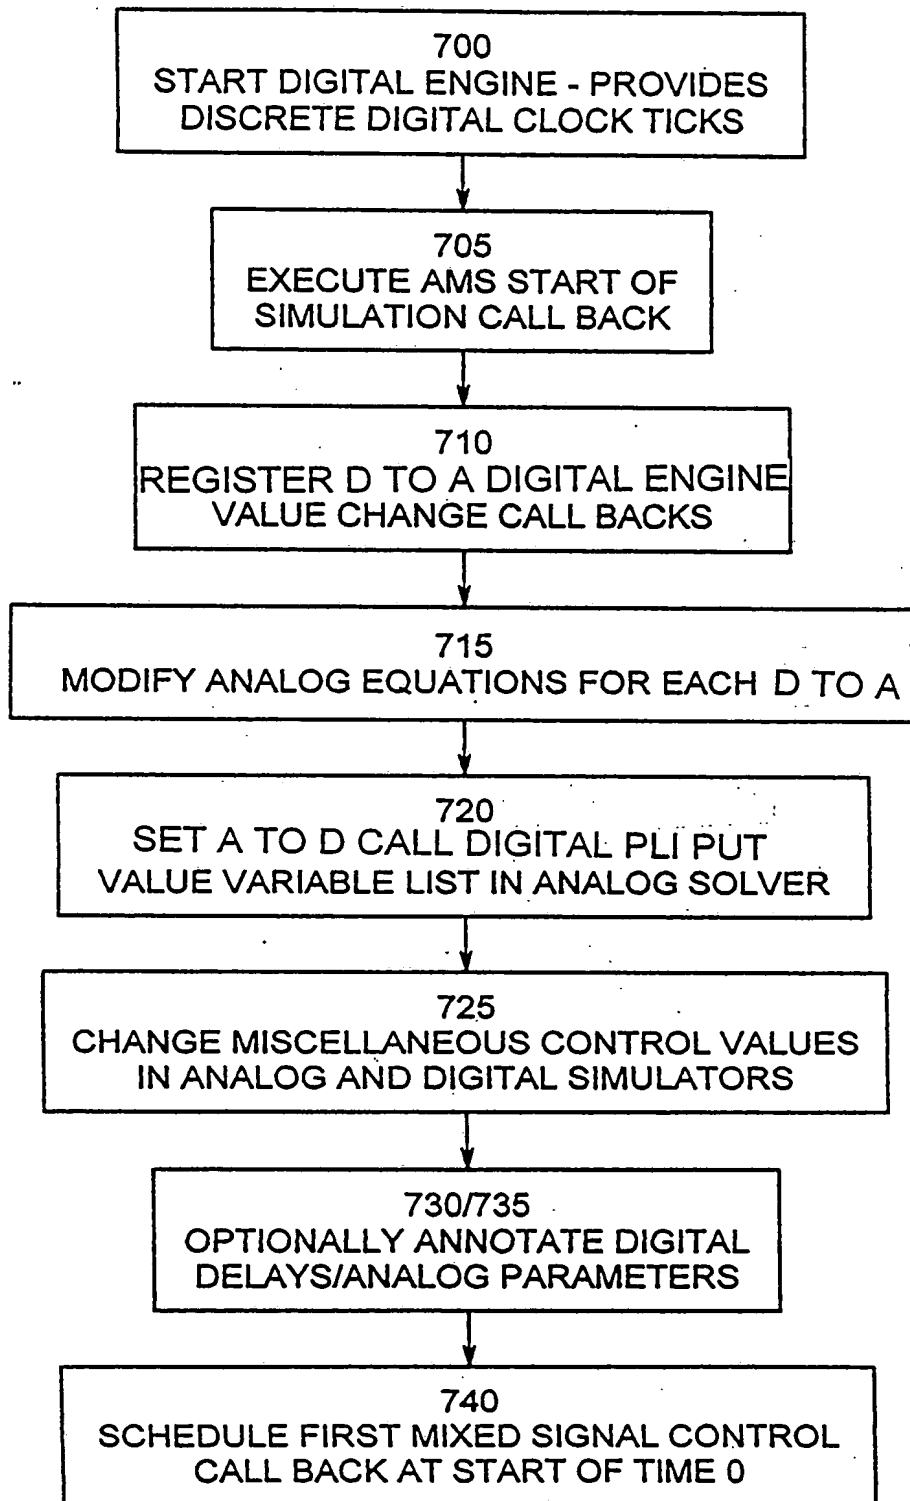 700
START DIGITAL ENGINE - PROVIDES
DISCRETE DIGITAL CLOCK TICKS
705
EXECUTE AMS START OF
SIMULATION CALL BACK
710
REGISTER D TO A DIGITAL ENGINE
VALUE CHANGE CALL BACKS
715
MODIFY ANALOG EQUATIONS FOR EACH D TO A
720
SET A TO D CALL DIGITAL PLI PUT
VALUE VARIABLE LIST IN ANALOG SOLVER
725
CHANGE MISCELLANEOUS CONTROL VALUES
IN ANALOG AND DIGITAL SIMULATORS
730/735
OPTIONALLY ANNOTATE DIGITAL
DELAYS/ANALOG PARAMETERS
740
SCHEDULE FIRST MIXED SIGNAL CONTROL
CALL BACK AT START OF TIME 0